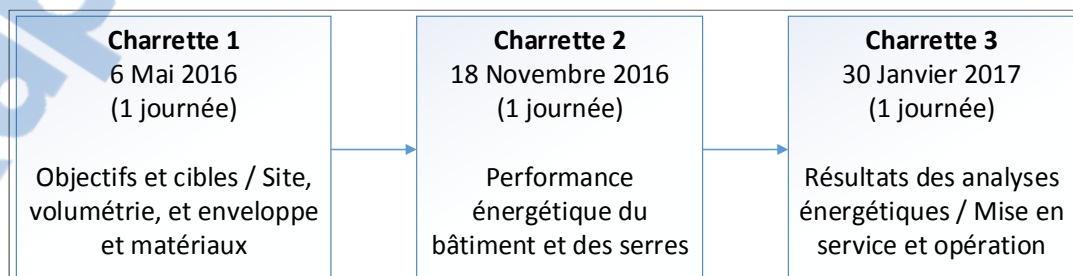 Charrette 1
6 Mai 2016
(1 journée)
Objectifs et cibles / Site,
volumétrie, et enveloppe
et matériaux
Charrette 2
18 Novembre 2016
(1 journée)
Performance
énergétique du
bâtiment et des serres
Charrette 3
30 Janvier 2017
(1 journée)
Résultats des analyses
énergétiques / Mise en
service et opération